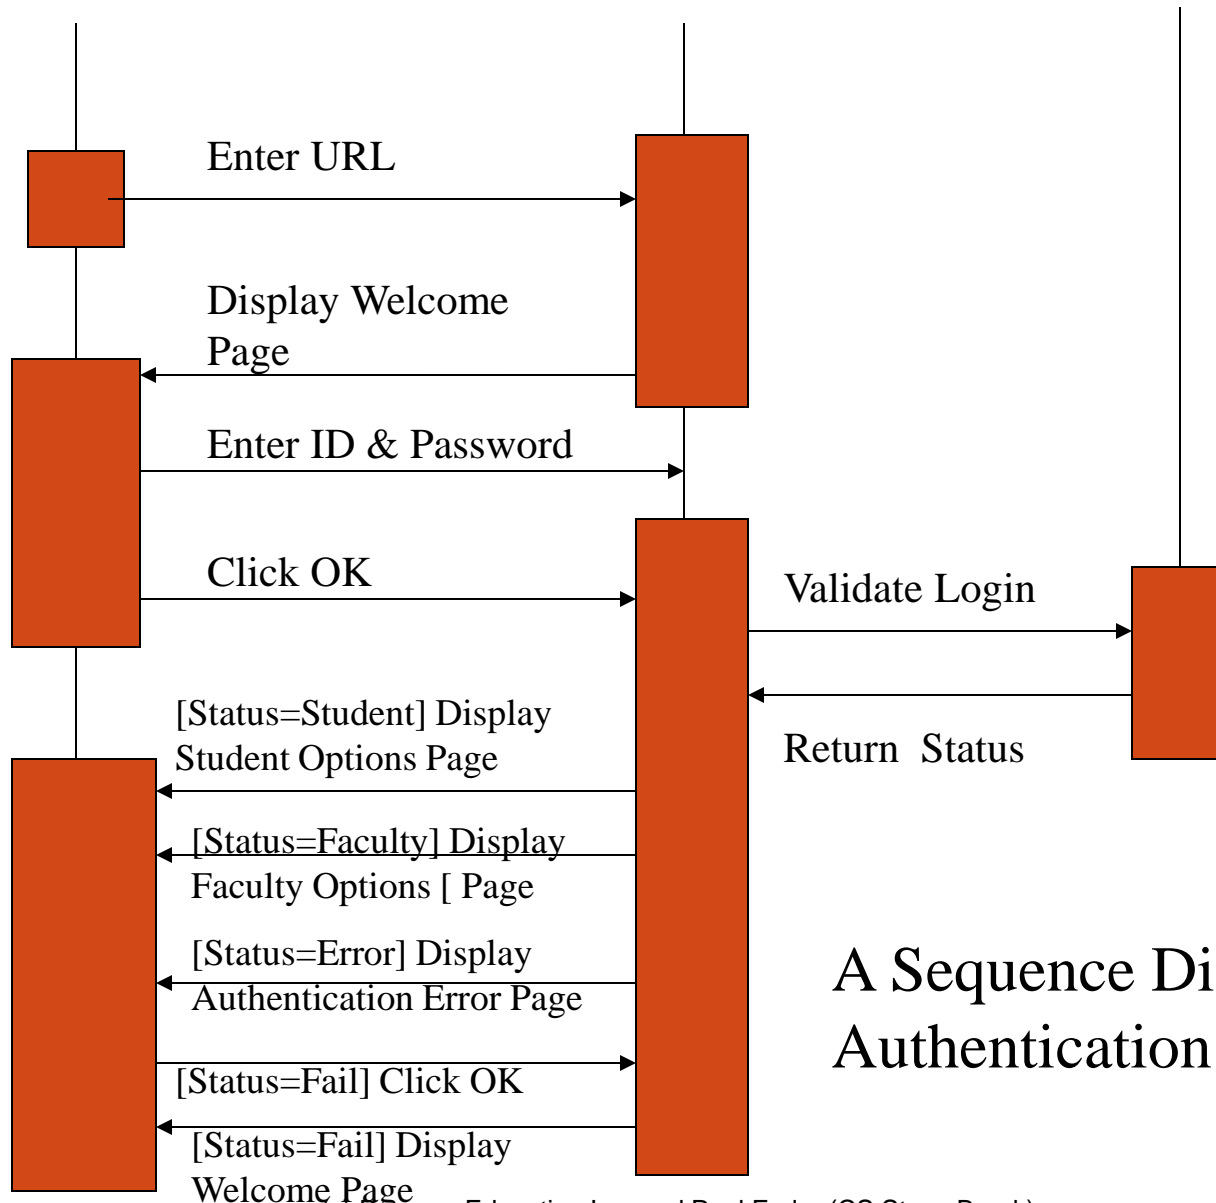 Enter URL
Display Welcome
Page
Enter ID & Password
Click OK
Validate Login
[Status=Student] Display
Student Options Page
Return Status
[Status=Faculty] Display
Faculty Options [ Page
[Status=Error] Display
Authentication Error Page
A Sequence Di
Authentication
[Status=Fail] Click OK
[Status=Fail] Display
Welcome Page